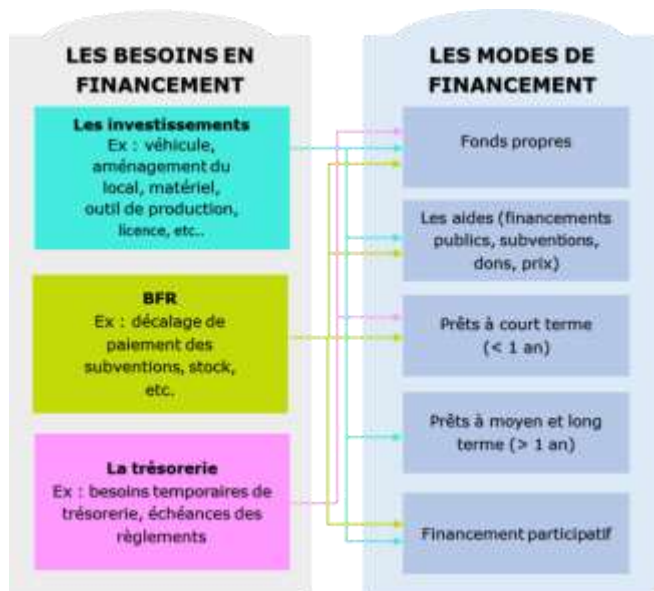 LES BESOINS EN
FINANCEMENT
Les investissements
Ex : véhicule,
aménagement du
local, matériel,
outil de production,
licence, etc..
BFR
Ex : décalage de
paiement des
subventions, stock,
etc.
La trésorerie
Ex : besoins temporaires de
trésorerie, échéances des
règlements
LES MODES DE
FINANCEMENT
Fonds propres
Les aides (financements
publics, subventions,
dons, prix)
Prêts à court terme
(< 1 an)
Prêts à moyen et long
terme (> 1 an)
Financement participatif